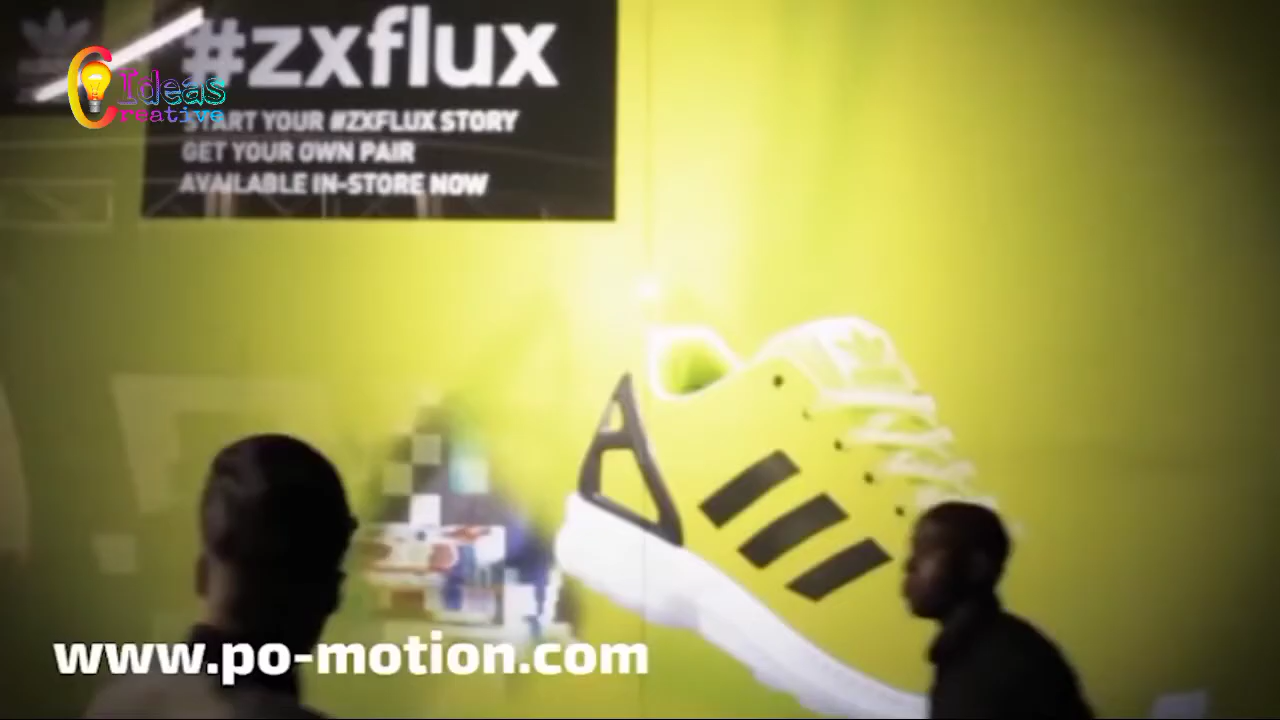 #zxflux
Ideas
Creative
START YOUR #ZXFLUX STORY
GET YOUR OWN PAIR
AVAILABLE IN-STORE NOW
www.po-motion.com